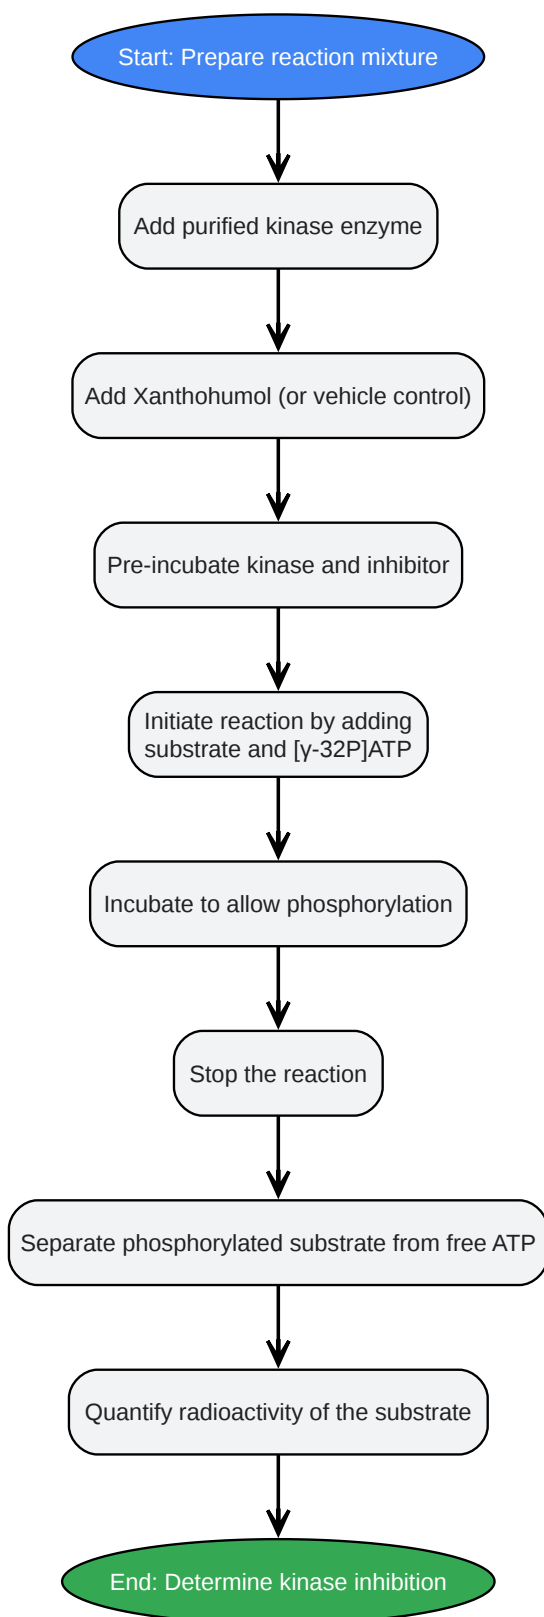 Start: Prepare reaction mixture
Add purified kinase enzyme
Add Xanthohumol (or vehicle control)
Pre-incubate kinase and inhibitor
Initiate reaction by adding
substrate and [γ-32P]ATP
Incubate to allow phosphorylation
Stop the reaction
Separate phosphorylated substrate from free ATP
Quantify radioactivity of the substrate
End: Determine kinase inhibition